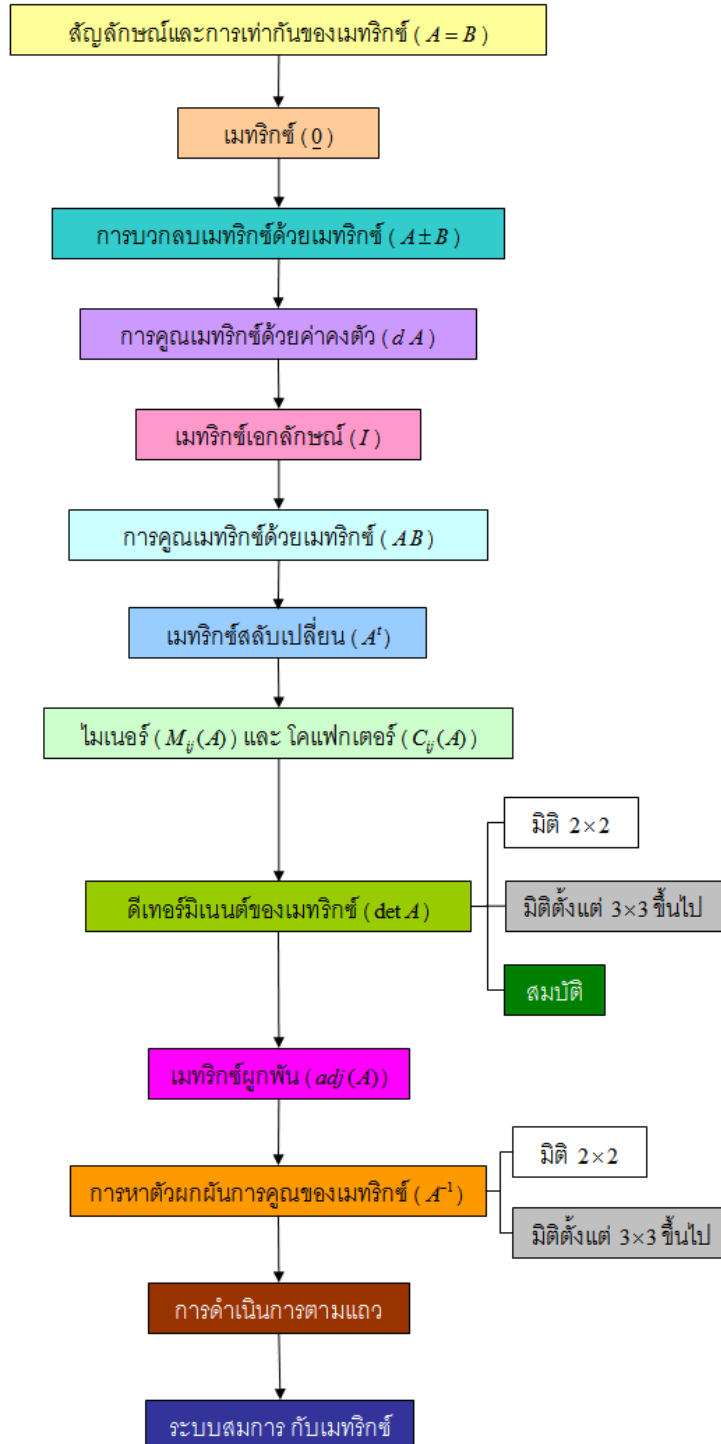 สัญลักษณ์และการเท่ากันของเมทริกซ์ ( A = B )
เมทริกซ์ ( 0̲ )
การบวกลบเมทริกซ์ด้วยเมทริกซ์ ( A ± B )
การคูณเมทริกซ์ด้วยค่าคงตัว ( d A )
เมทริกซ์เอกลักษณ์ ( I )
การคูณเมทริกซ์ด้วยเมทริกซ์ ( AB )
เมทริกซ์สลับเปลี่ยน ( Aᵗ )
ไมเนอร์ ( Mᵢⱼ(A) ) และ โคแฟกเตอร์ ( Cᵢⱼ(A) )
มิติ 2×2
ดีเทอร์มิเนนต์ของเมทริกซ์ ( det A )
มิติตั้งแต่ 3×3 ขึ้นไป
สมบัติ
เมทริกซ์ผูกพัน ( adj(A) )
มิติ 2×2
การหาตัวผกผันการคูณของเมทริกซ์ ( A⁻¹ )
มิติตั้งแต่ 3×3 ขึ้นไป
การดำเนินการตามแถว
ระบบสมการ กับเมทริกซ์